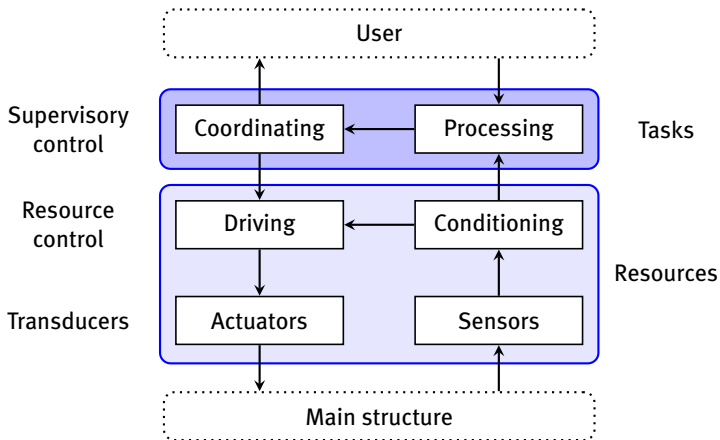 User
Supervisory
control
Coordinating
Processing
Tasks
Resource
control
Driving
Conditioning
Resources
Transducers
Actuators
Sensors
Main structure